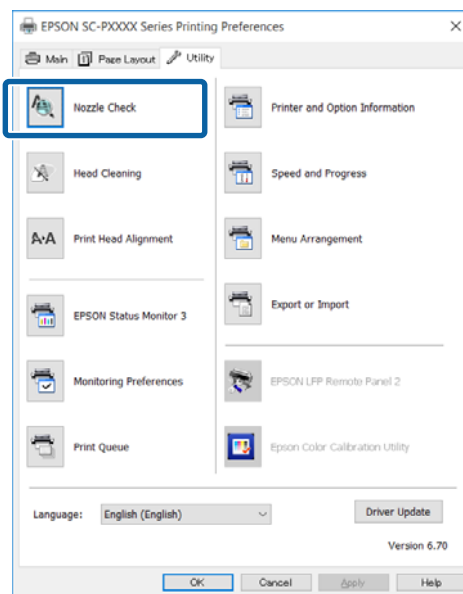 EPSON SC-PXXXX Series Printing Preferences
Main Page Layout Utility
Nozzle Check
Printer and Option Information
Head Cleaning
Speed and Progress
A·A Print Head Alignment
Menu Arrangement
EPSON Status Monitor 3
Export or Import
Monitoring Preferences
EPSON LFP Remote Panel 2
Print Queue
Epson Color Calibration Utility
Language: English (English)
Driver Update
Version 6.70
OK Cancel Apply Help